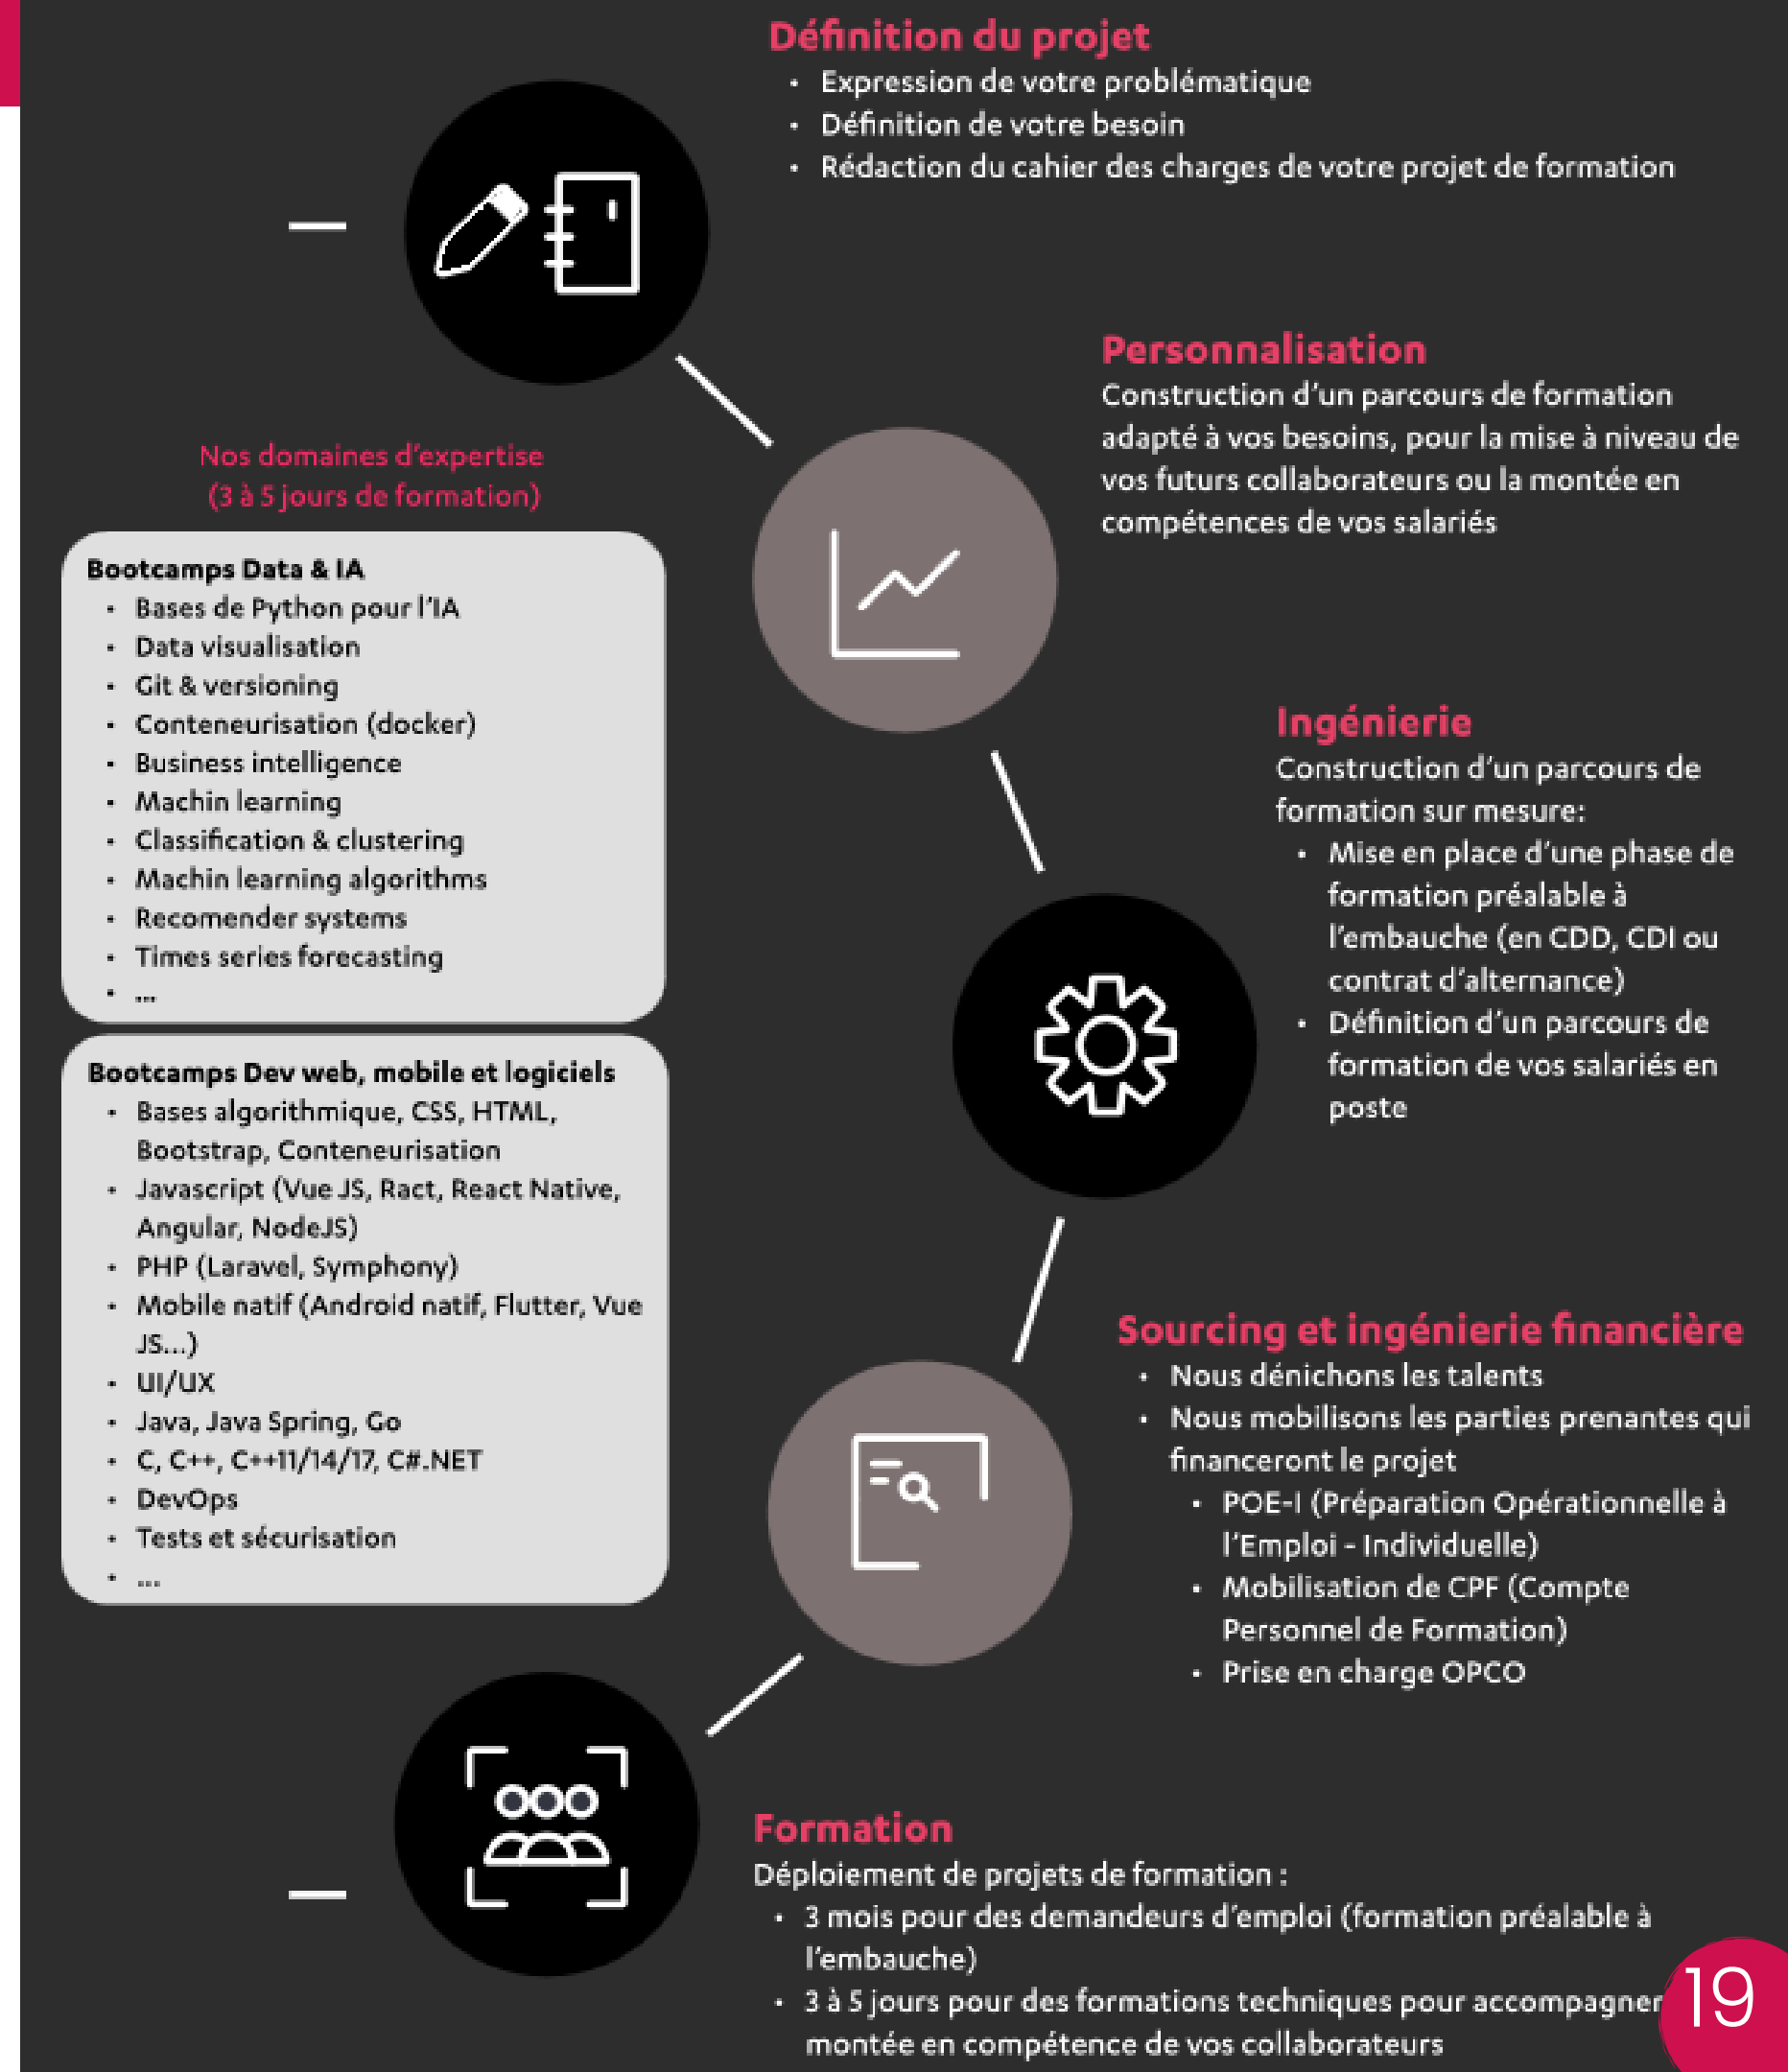 Définition du projet
• Expression de votre problématique
• Définition de votre besoin
• Rédaction du cahier des charges de votre projet de formation
Personnalisation
Construction d'un parcours de formation
adapté à vos besoins, pour la mise à niveau de
vos futurs collaborateurs ou la montée en
compétences de vos salariés
Nos domaines d'expertise
(3 à 5 jours de formation)
Bootcamps Data & IA
• Bases de Python pour l'IA
• Data visualisation
• Git & versioning
• Conteneurisation (docker)
• Business intelligence
• Machin learning
• Classification & clustering
• Machin learning algorithms
• Recomender systems
• Times series forecasting
• ...
Bootcamps Dev web, mobile et logiciels
• Bases algorithmique, CSS, HTML,
Bootstrap, Conteneurisation
• Javascript (Vue JS, Ract, React Native,
Angular, NodeJS)
• PHP (Laravel, Symphony)
• Mobile natif (Android natif, Flutter, Vue
JS...)
• UI/UX
• Java, Java Spring, Go
• C, C++, C++11/14/17, C#.NET
• DevOps
• Tests et sécurisation
• ...
Ingénierie
Construction d'un parcours de
formation sur mesure:
• Mise en place d'une phase de
formation préalable à
l'embauche (en CDD, CDI ou
contrat d'alternance)
• Définition d'un parcours de
formation de vos salariés en
poste
Sourcing et ingénierie financière
• Nous dénichons les talents
• Nous mobilisons les parties prenantes qui
financeront le projet
• POE-I (Préparation Opérationnelle à
l'Emploi - Individuelle)
• Mobilisation de CPF (Compte
Personnel de Formation)
• Prise en charge OPCO
Formation
Déploiement de projets de formation :
• 3 mois pour des demandeurs d'emploi (formation préalable à
l'embauche)
• 3 à 5 jours pour des formations techniques pour accompagner
montée en compétence de vos collaborateurs
19